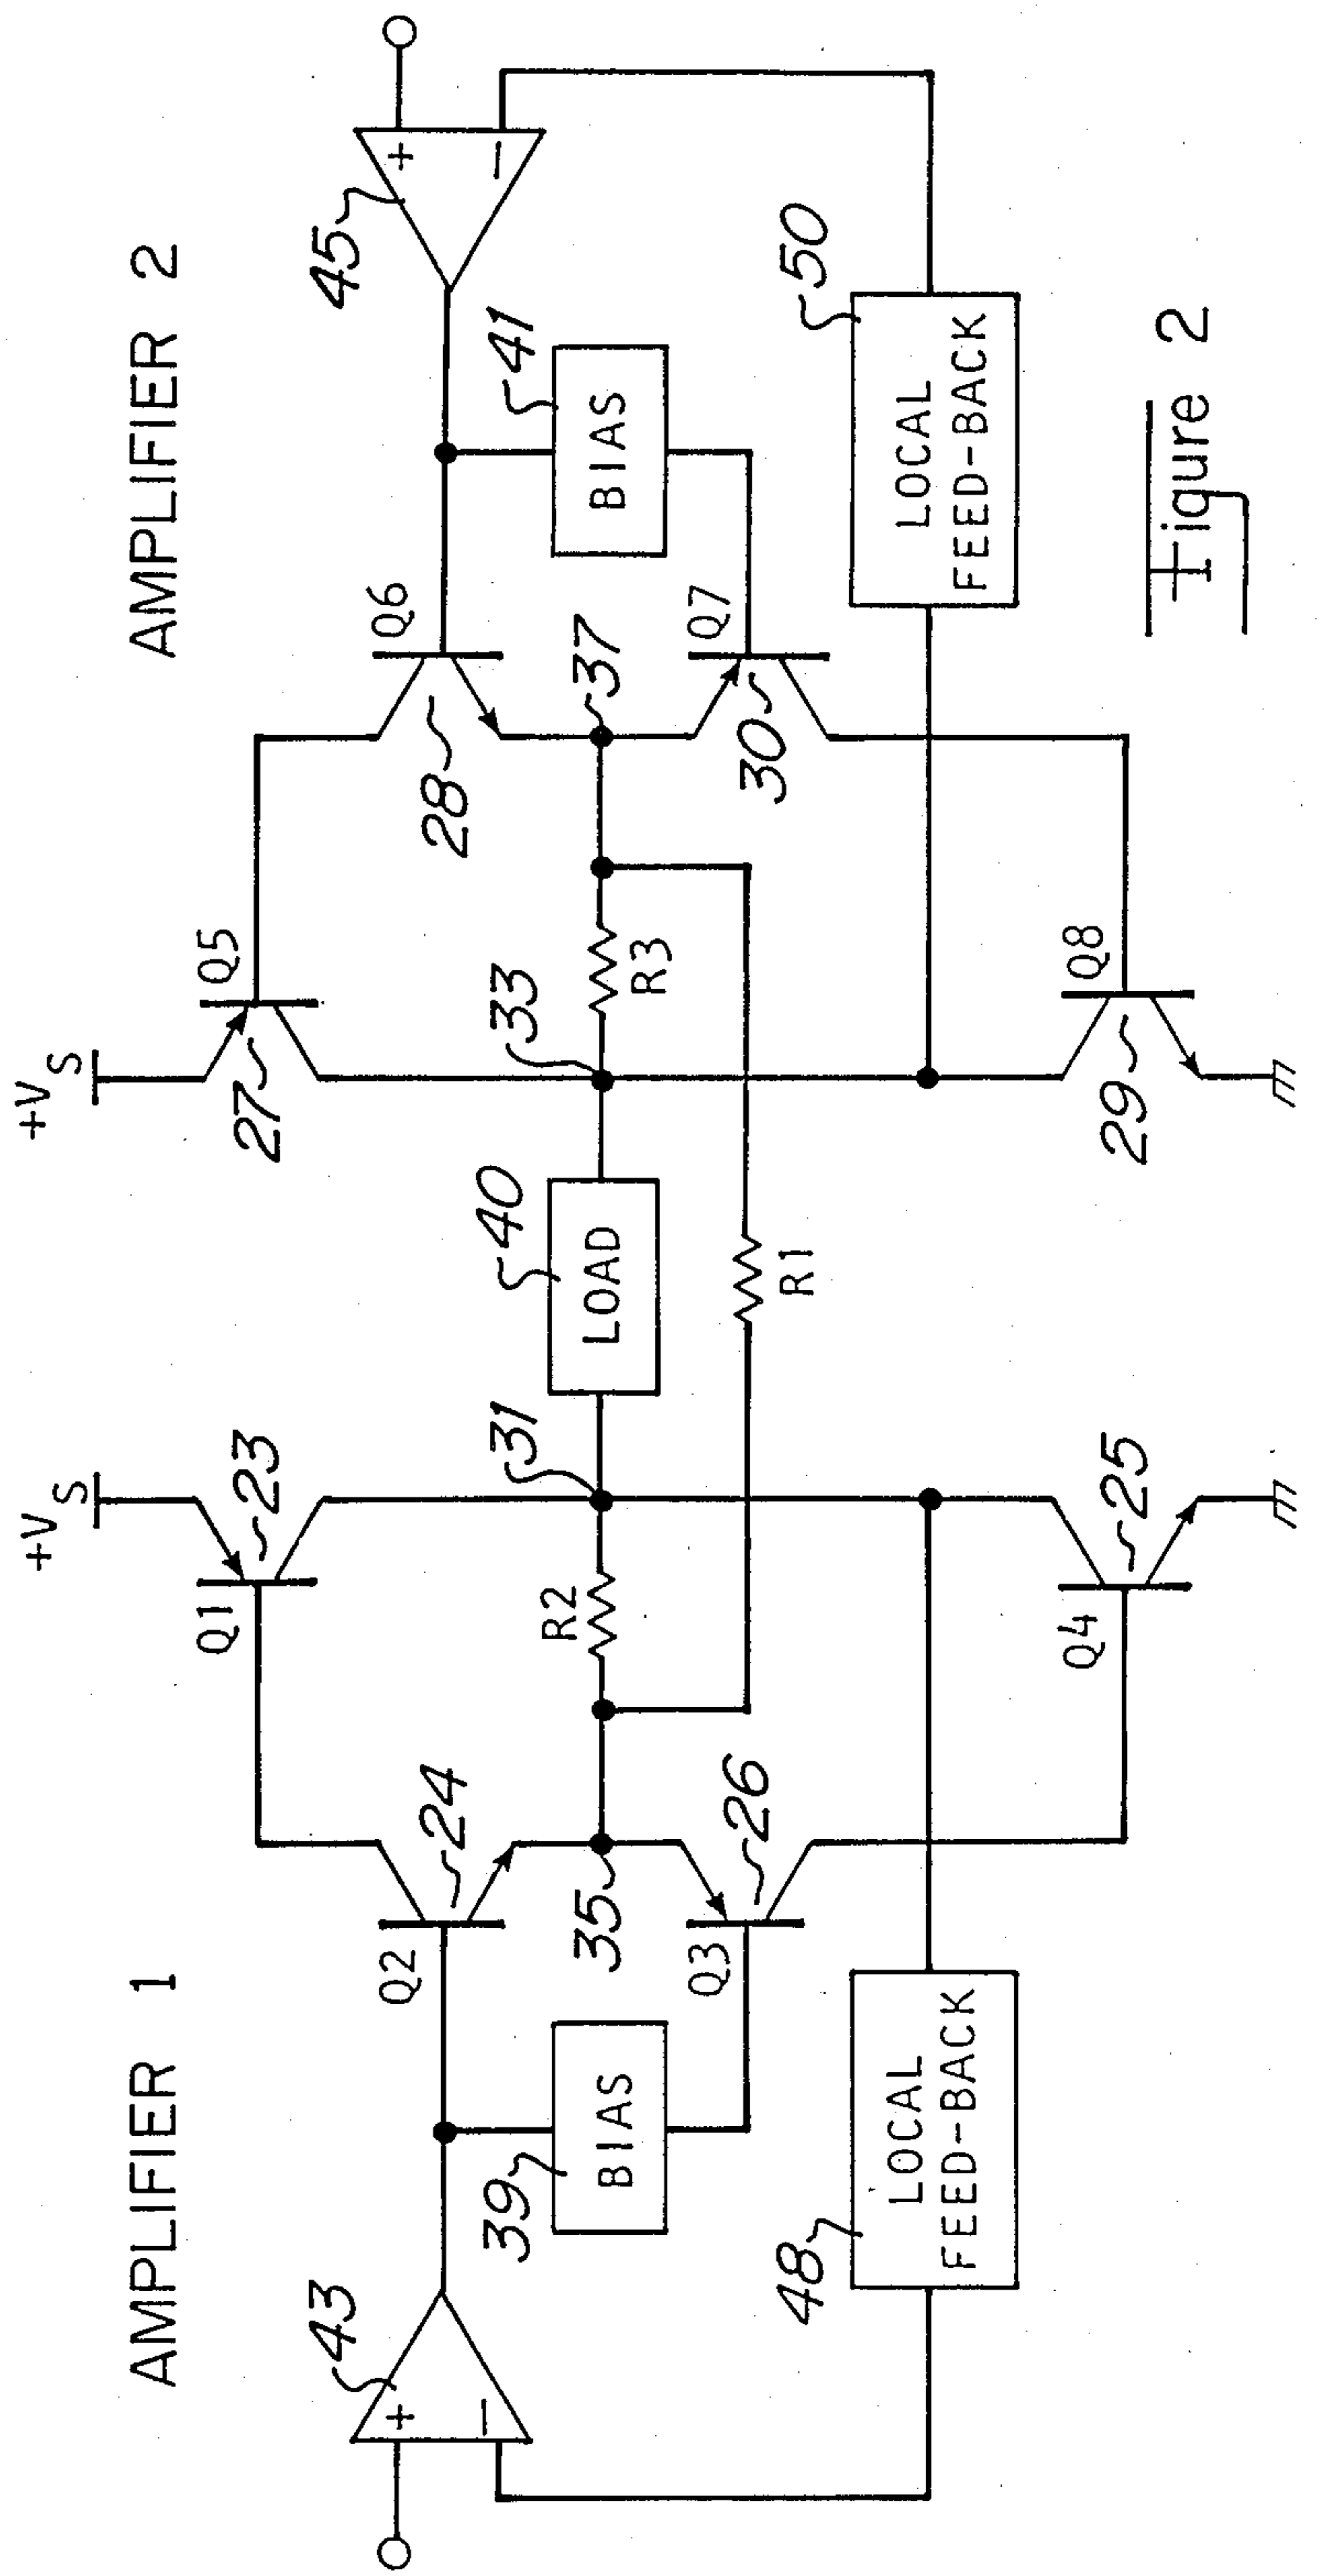 AMPLIFIER 1
AMPLIFIER 2
+VS
+VS
43
+
−
45
+
−
Q1
23
Q5
27
Q2
24
Q6
28
39
BIAS
41
BIAS
35
R2
31
40
LOAD
33
R3
37
Q3
26
R1
Q7
30
48
LOCAL
FEED-BACK
50
LOCAL
FEED-BACK
Q4
25
Q8
29
Figure 2